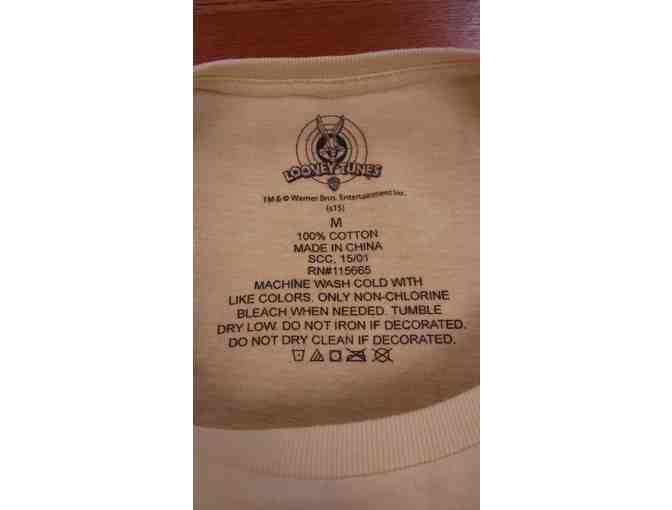 LOONEY TUNES
TM & © Warner Bros. Entertainment Inc.
(s15)
M
100% COTTON
MADE IN CHINA
SCC, 15/01
RN#115665
MACHINE WASH COLD WITH
LIKE COLORS. ONLY NON-CHLORINE
BLEACH WHEN NEEDED. TUMBLE
DRY LOW. DO NOT IRON IF DECORATED.
DO NOT DRY CLEAN IF DECORATED.